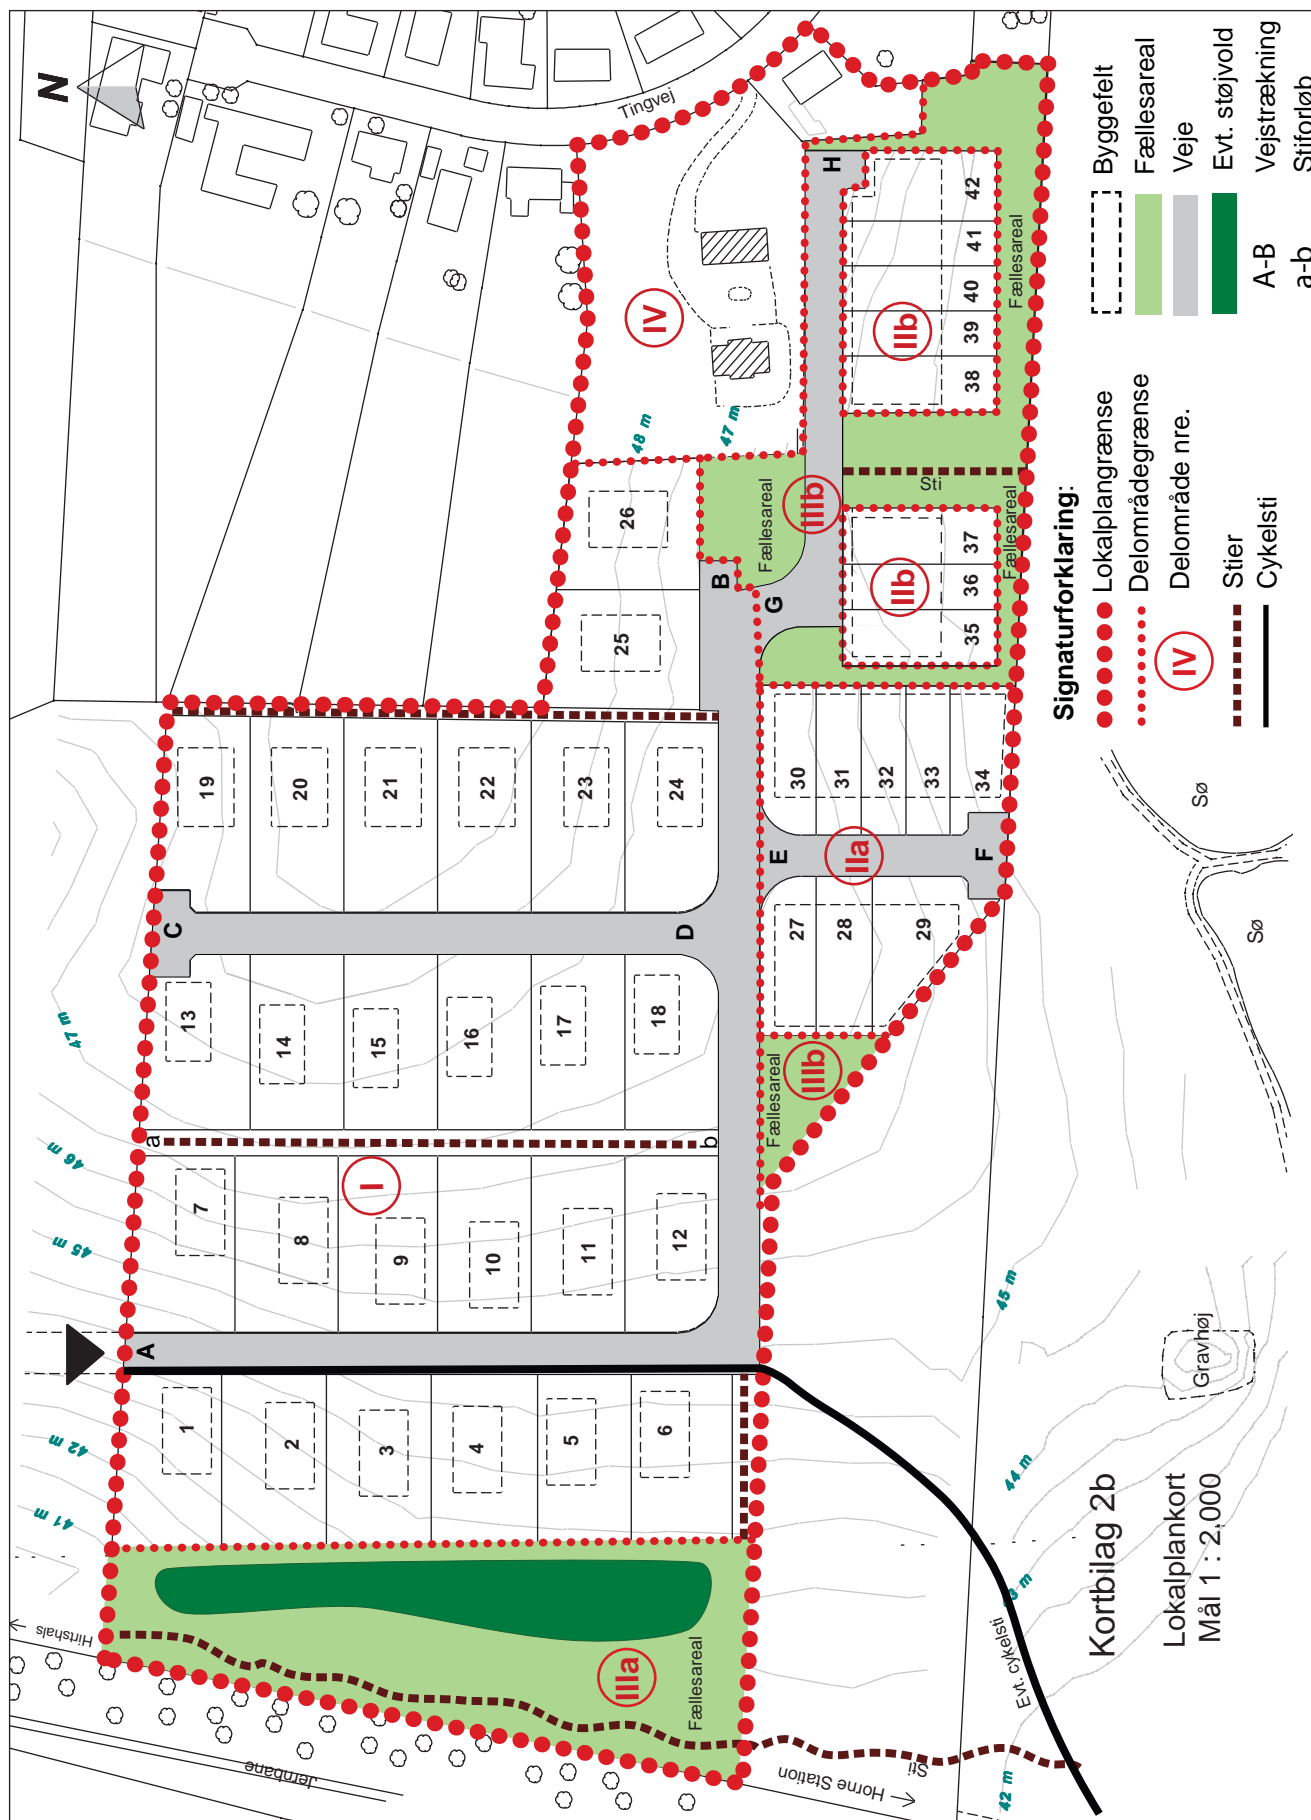 Kortbilag 2b
Lokalplankort
Mål 1 : 2.000
Signaturforklaring:
Lokalplangrænse
Delområdegrænse
IV
Delområde nre.
Stier
Cykelsti
Byggefelt
Fællesareal
Veje
Evt. støjvold
A-B
Vejstrækning
a-b
Stiforløb
N
Tingvej
Jernbane
Hirtshals
Horne Station
Sti
Evt. cykelsti
Gravhøj
Sø
Sø
41 m
42 m
45 m
46 m
47 m
48 m
47 m
45 m
44 m
42 m
IIIa
Fællesareal
1
2
3
4
5
6
A
I
7
8
9
10
11
12
a
b
13
14
15
16
17
18
C
D
19
20
21
22
23
24
25
26
B
G
IV
Fællesareal
IIIb
Fællesareal
IIIb
27
28
29
E
IIa
F
30
31
32
33
34
IIb
35
36
37
Fællesareal
Sti
IIb
38
39
40
41
42
Fællesareal
H